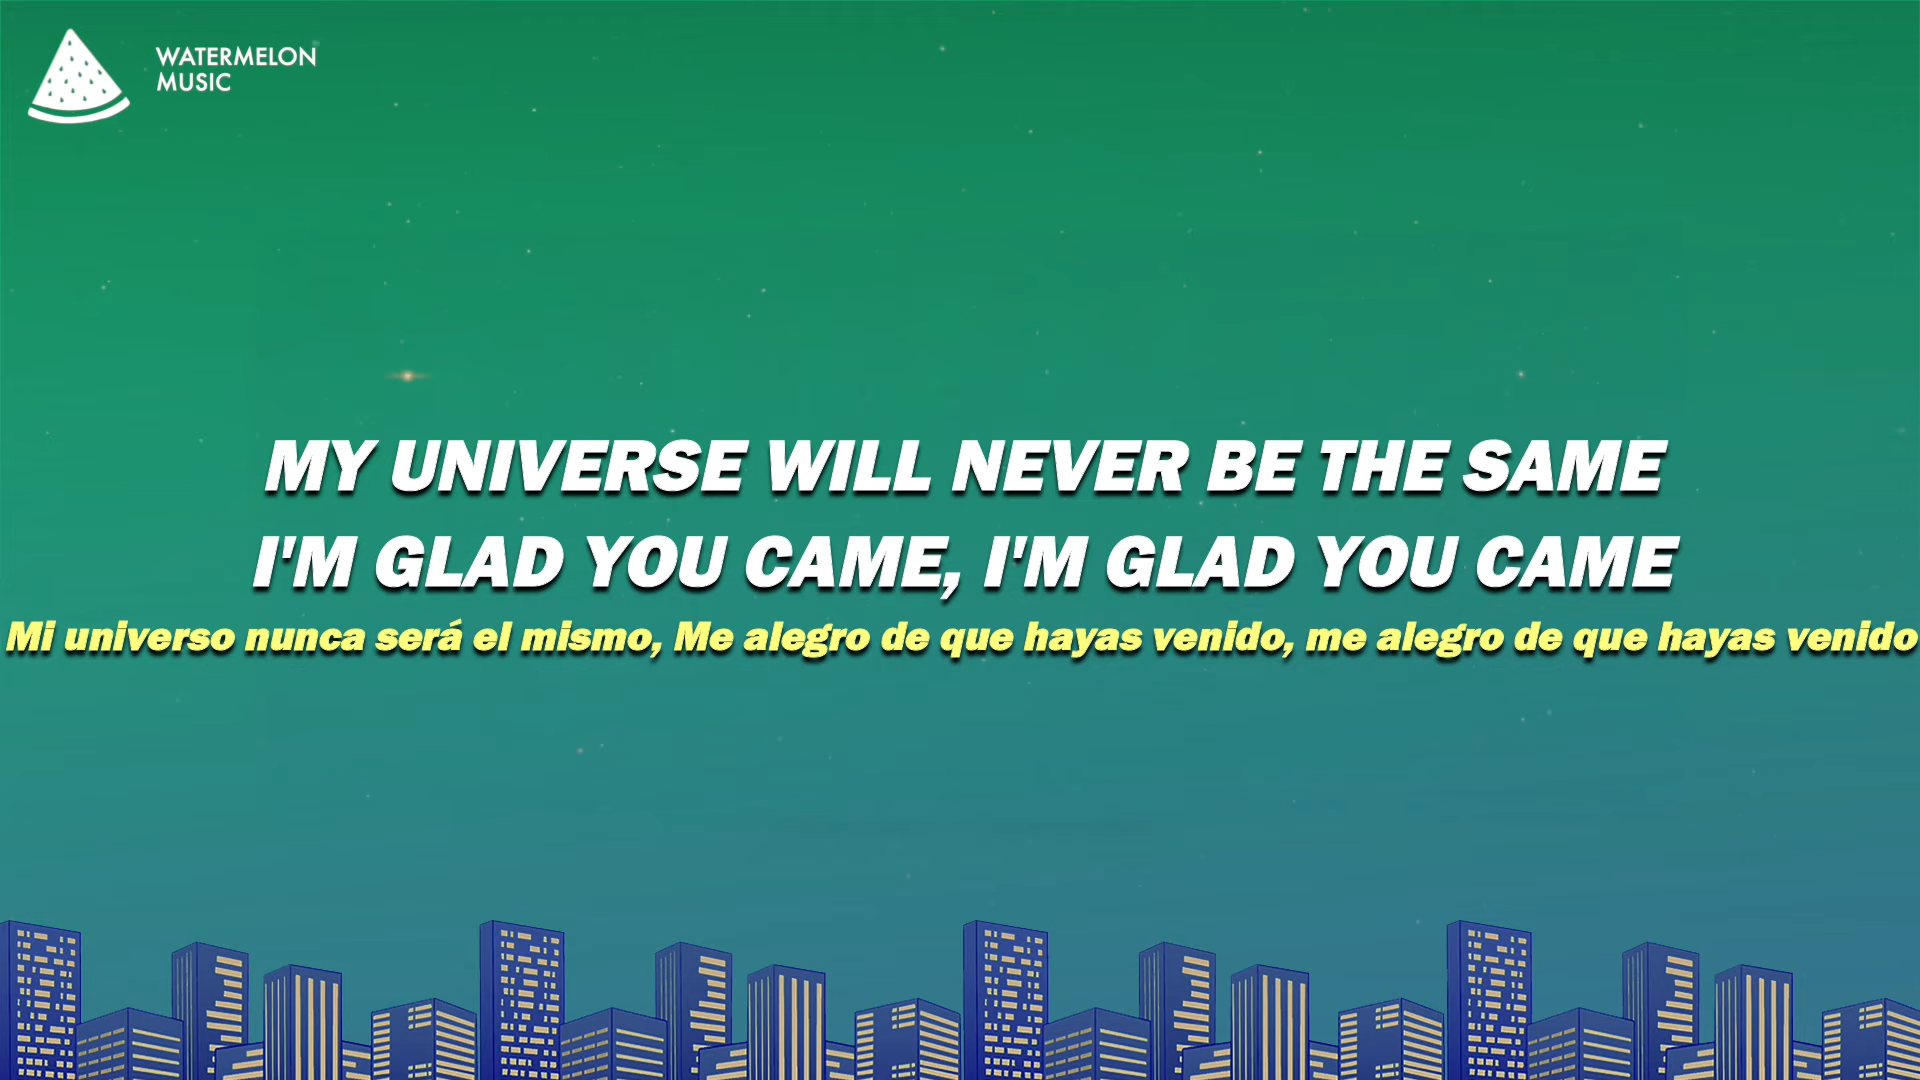 WATERMELON
MUSIC
MY UNIVERSE WILL NEVER BE THE SAME
I'M GLAD YOU CAME, I'M GLAD YOU CAME
Mi universo nunca será el mismo, Me alegro de que hayas venido, me alegro de que hayas venido